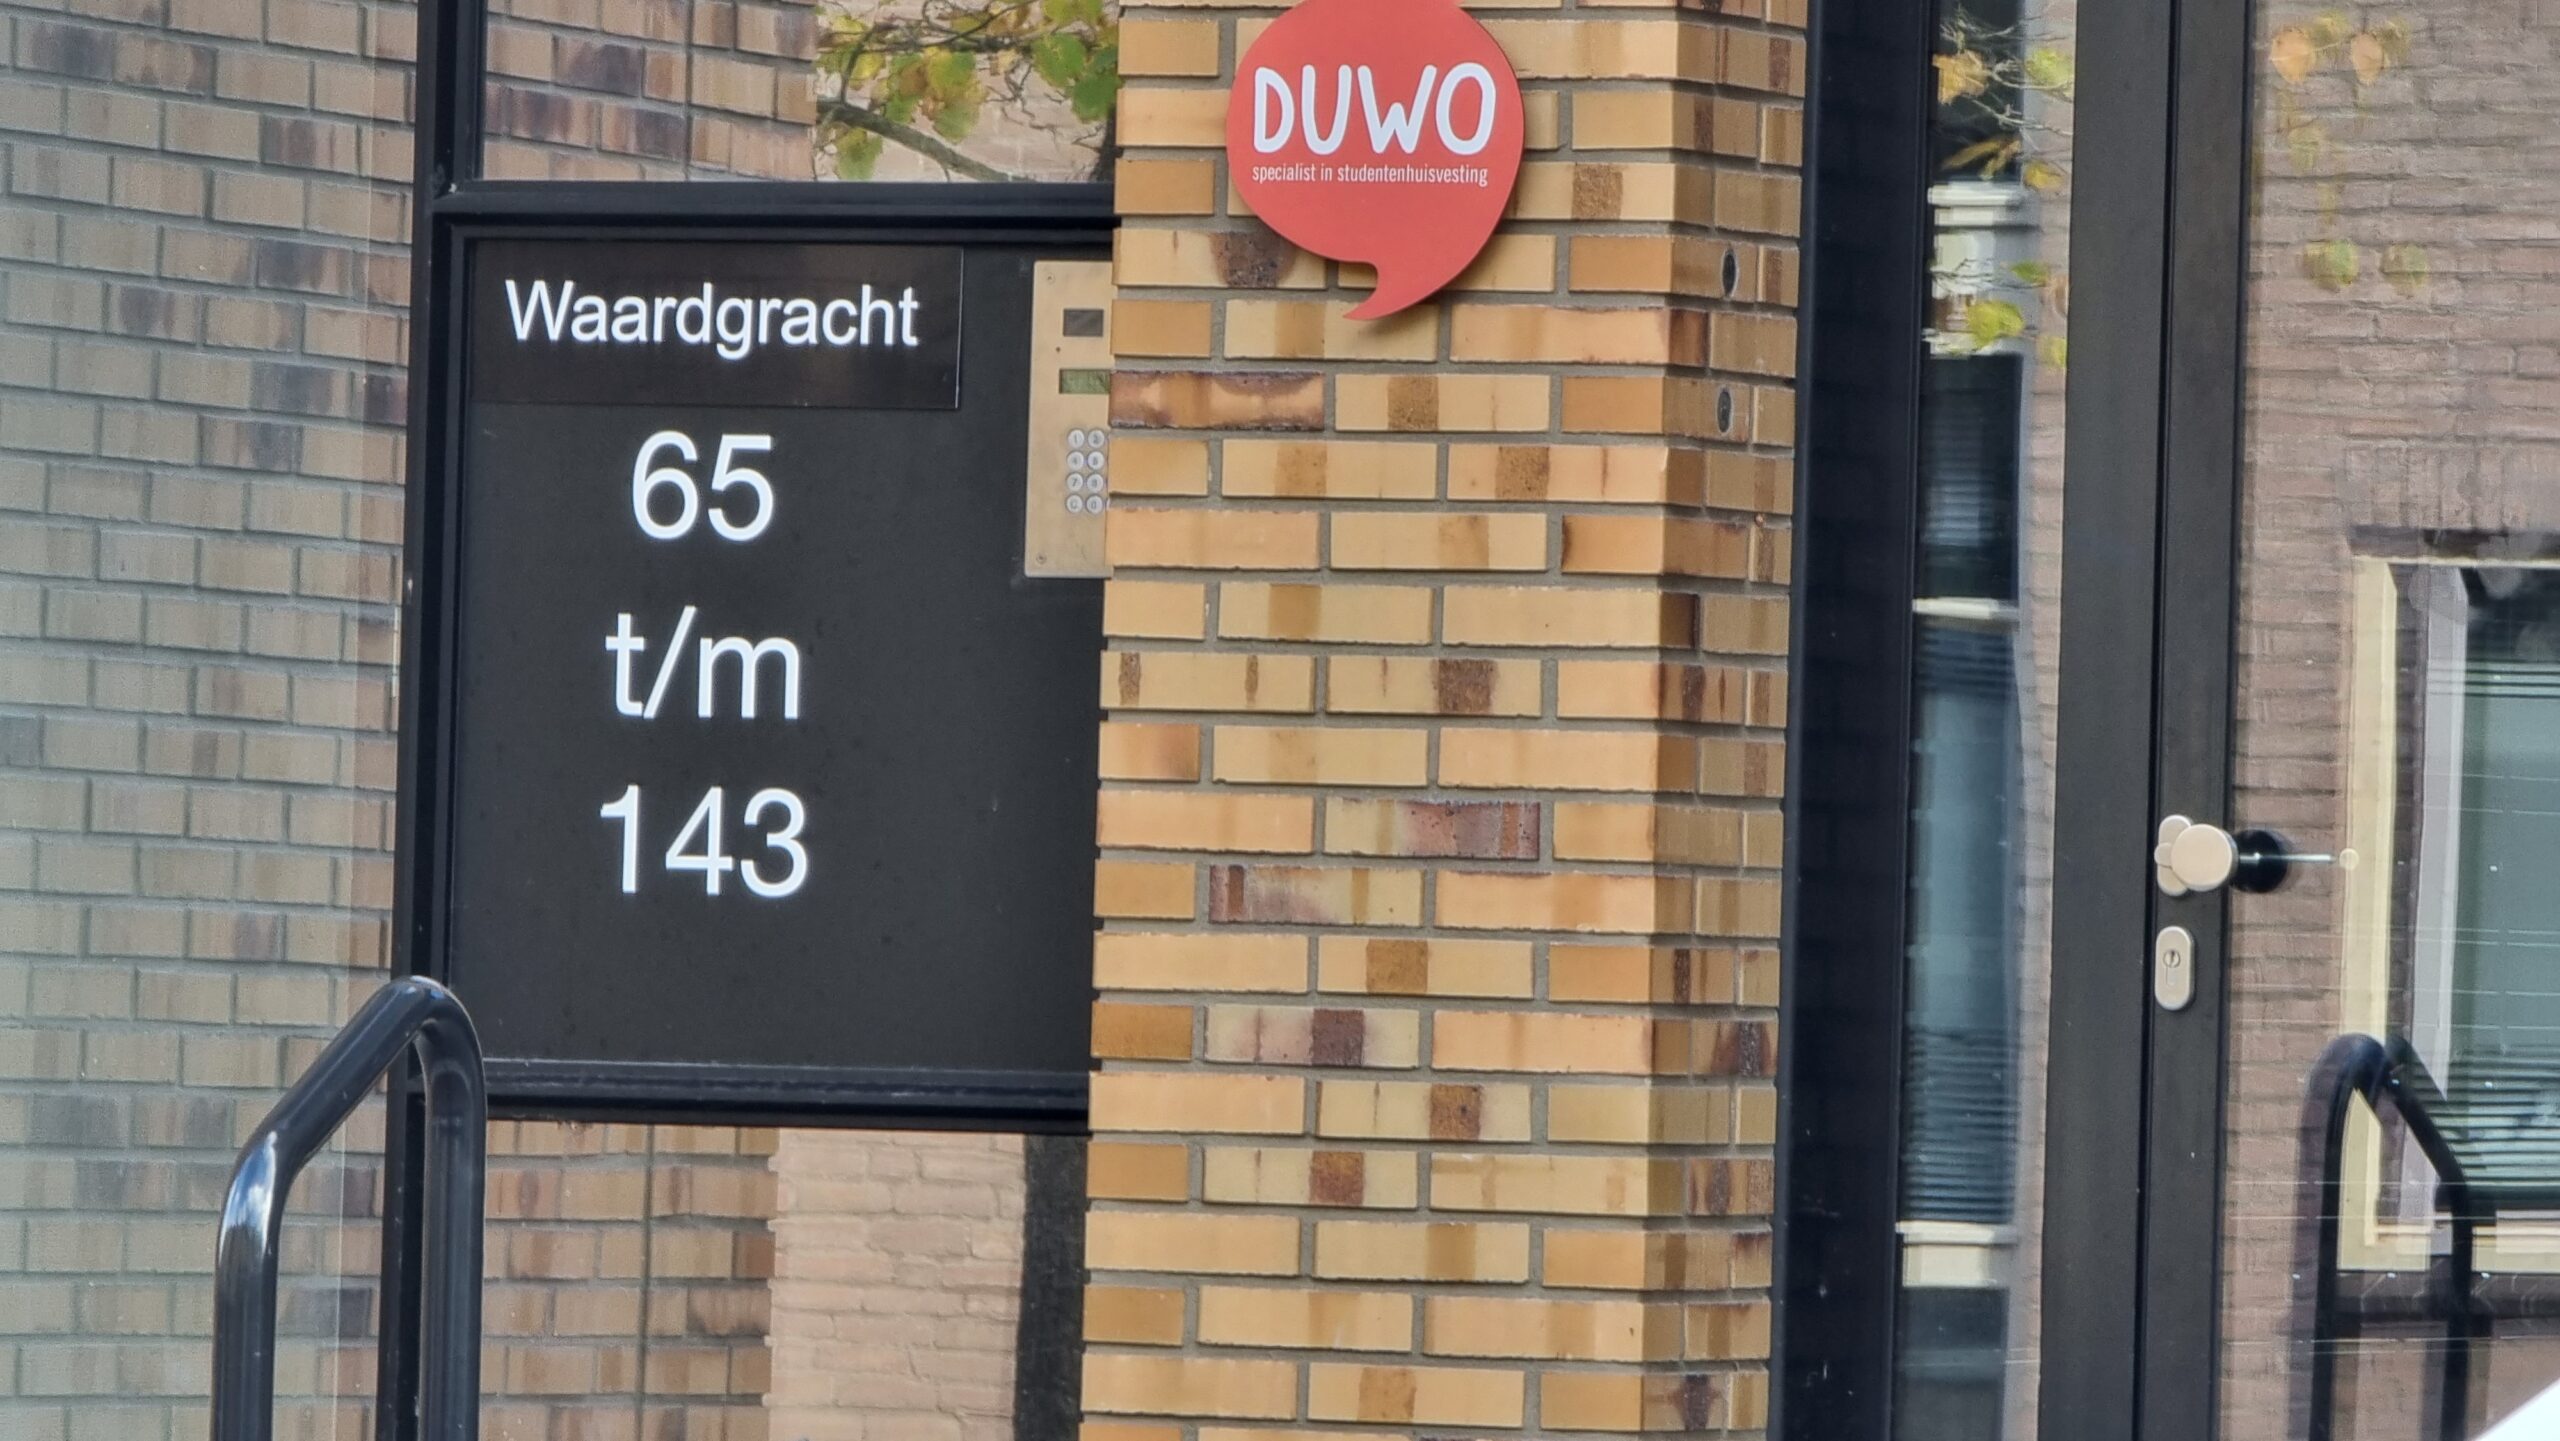 DUWO
specialist in studentenhuisvesting
Waardgracht
65
t/m
143